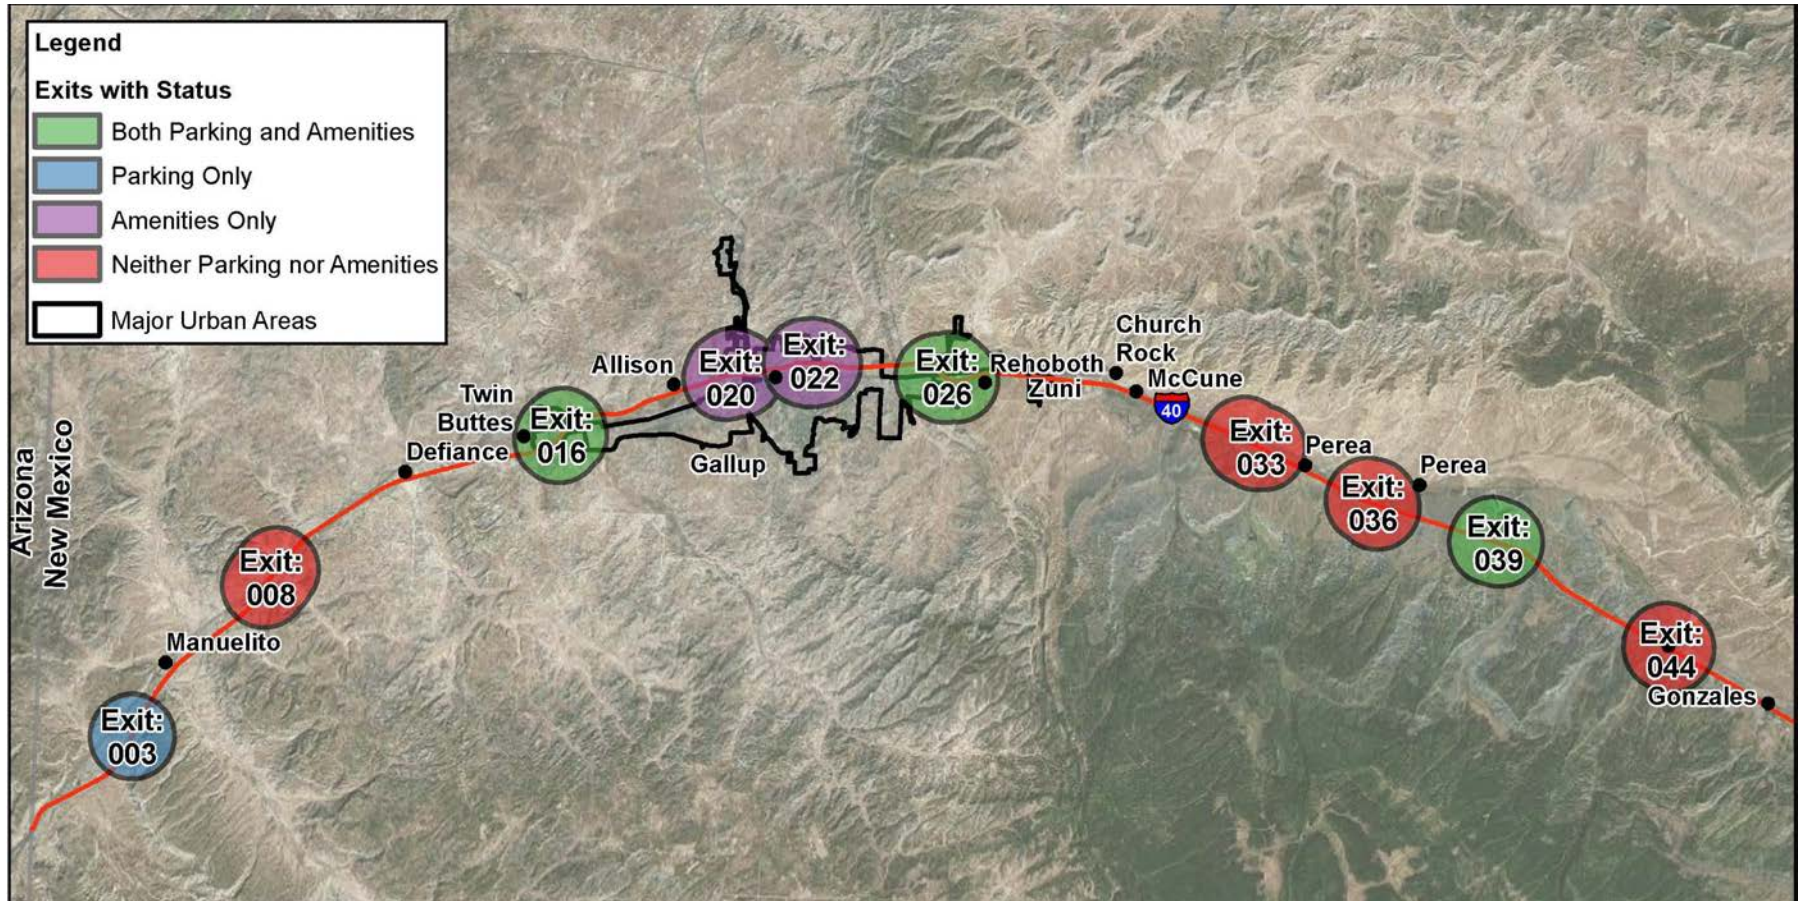 Legend
Exits with Status
Both Parking and Amenities
Parking Only
Amenities Only
Neither Parking nor Amenities
Major Urban Areas
Arizona
New Mexico
Exit:
003
Manuelito
Exit:
008
Defiance
Twin
Buttes
Exit:
016
Allison
Exit:
020
Exit:
022
Gallup
Exit:
026
Rehoboth
Zuni
Church
Rock
McCune
40
Exit:
033
Perea
Exit:
036
Perea
Exit:
039
Exit:
044
Gonzales